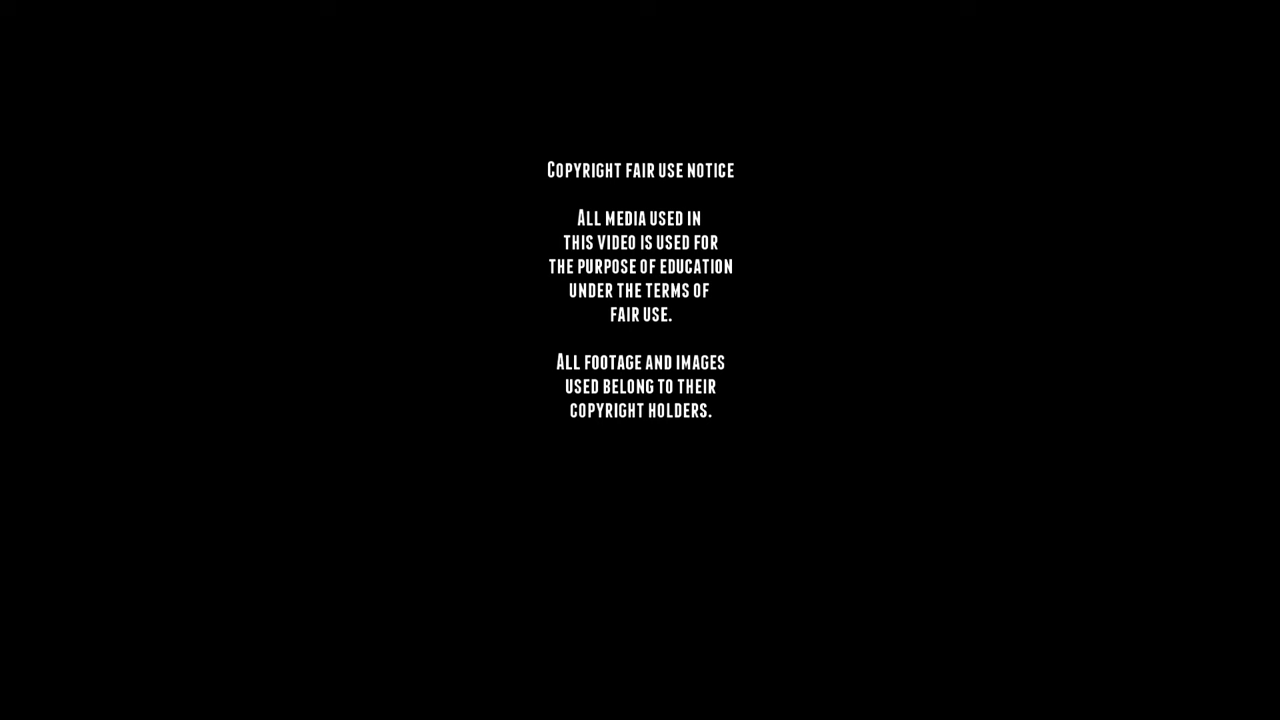 Copyright fair use notice
All media used in
this video is used for
the purpose of education
under the terms of
fair use.
All footage and images
used belong to their
copyright holders.